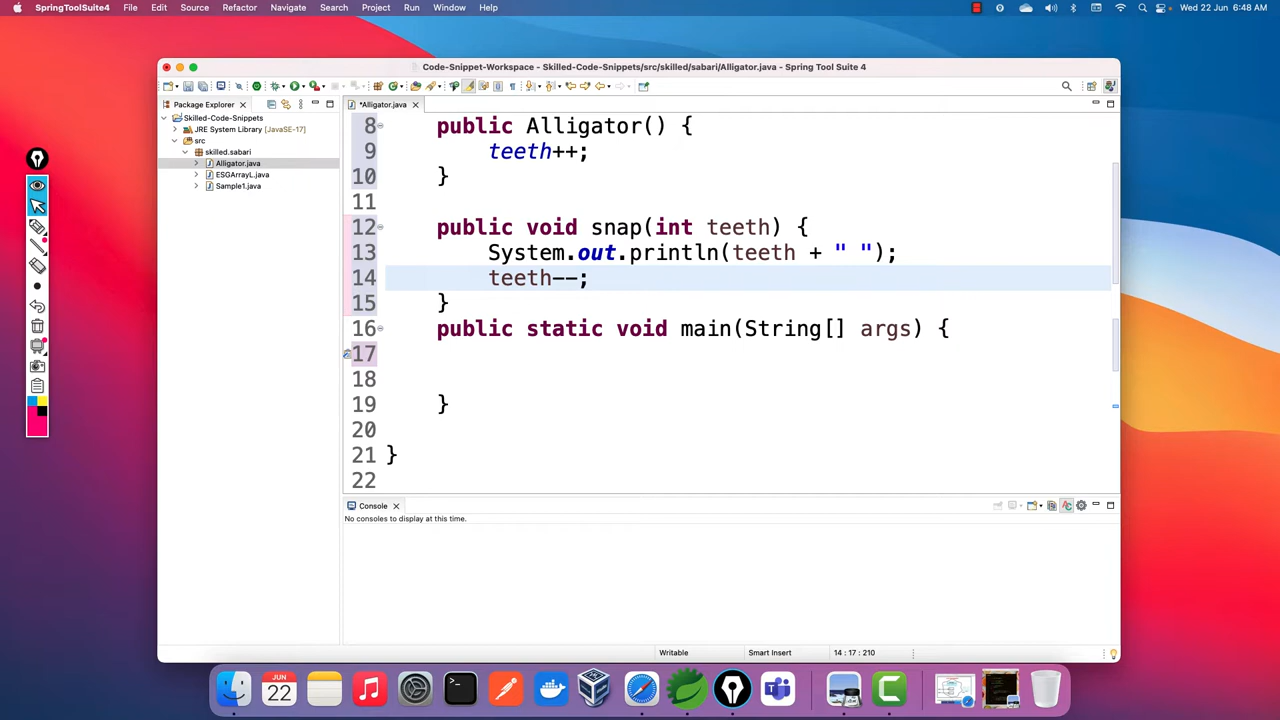 SpringToolSuite4 File Edit Source Refactor Navigate Search Project Run Window Help Wed 22 Jun 6:48 AM
Code-Snippet-Workspace - Skilled-Code-Snippets/src/skilled/sabari/Alligator.java - Spring Tool Suite 4
Package Explorer
*Alligator.java
Skilled-Code-Snippets
JRE System Library [JavaSE-17]
src
skilled.sabari
Alligator.java
ESGArrayL.java
Sample1.java
8 public Alligator() {
9 teeth++;
10 }
11
12 public void snap(int teeth) {
13 System.out.println(teeth + " ");
14 teeth--;
15 }
16 public static void main(String[] args) {
17
18
19 }
20
21 }
22
Console
No consoles to display at this time.
Writable Smart Insert 14 : 17 : 210
JUN
22
>_